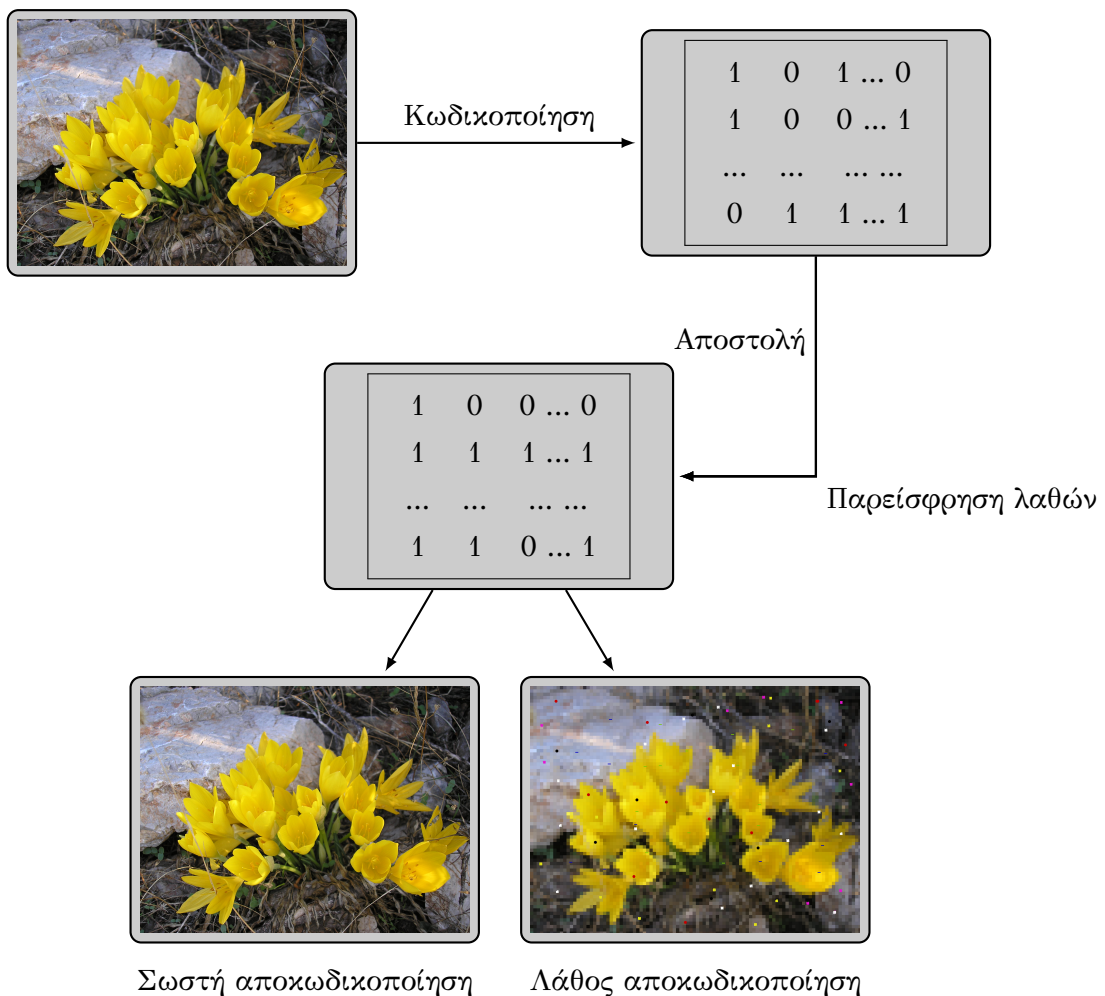 Κωδικοποίηση
1 0 1 ... 0
1 0 0 ... 1
... ... ... ...
0 1 1 ... 1
Αποστολή
1 0 0 ... 0
1 1 1 ... 1
... ... ... ...
1 1 0 ... 1
Παρείσφρηση λαθών
Σωστή αποκωδικοποίηση
Λάθος αποκωδικοποίηση